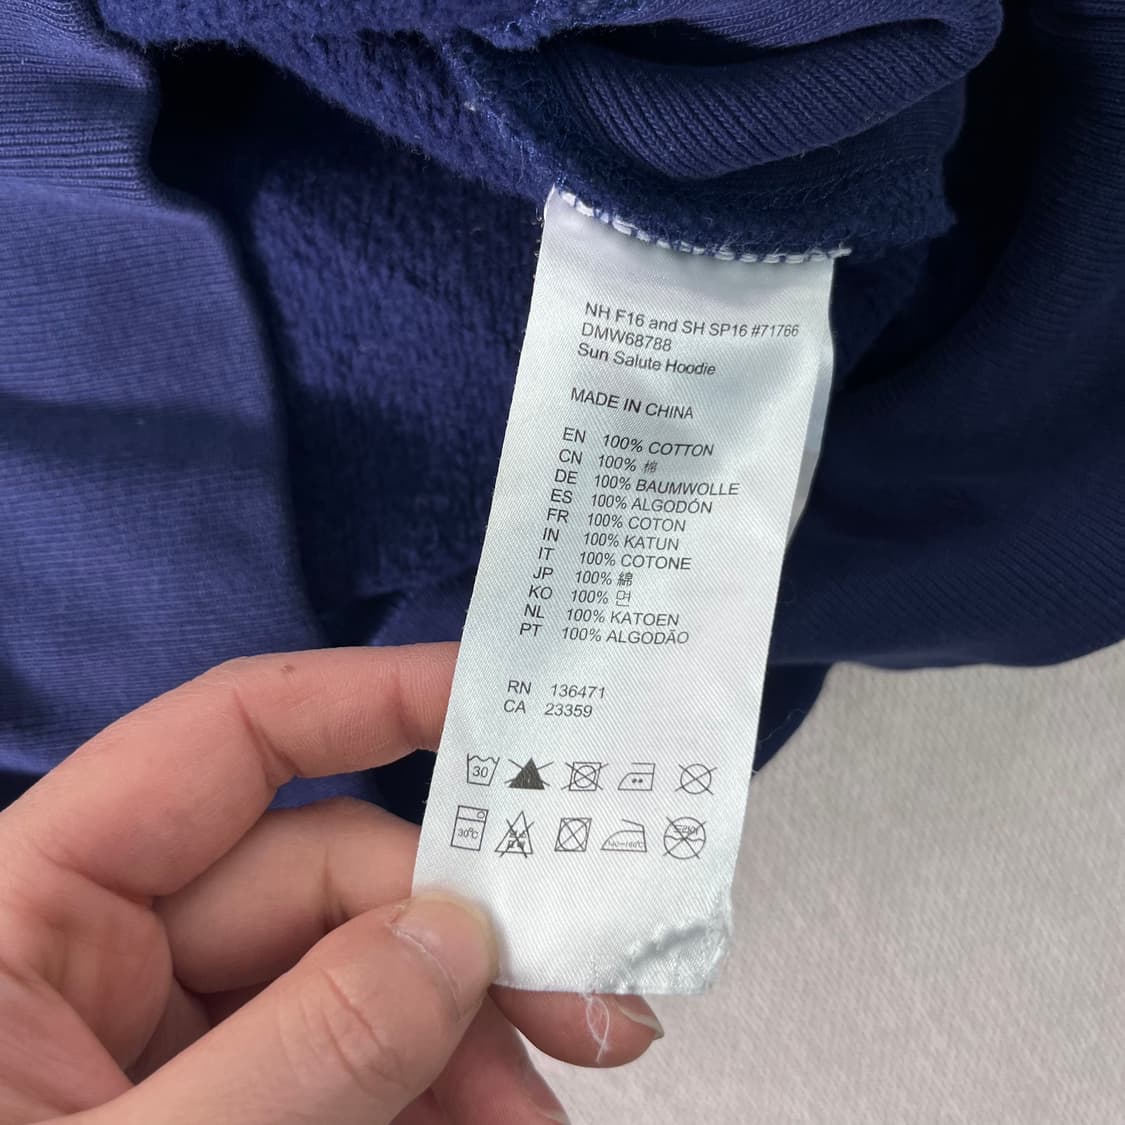 NH F16 and SH SP16 #71766
DMW68788
Sun Salute Hoodie
MADE IN CHINA
EN 100% COTTON
CN 100% 棉
DE 100% BAUMWOLLE
ES 100% ALGODÓN
FR 100% COTON
IN 100% KATUN
IT 100% COTONE
JP 100% 綿
KO 100% 면
NL 100% KATOEN
PT 100% ALGODÃO
RN 136471
CA 23359
30
30°C